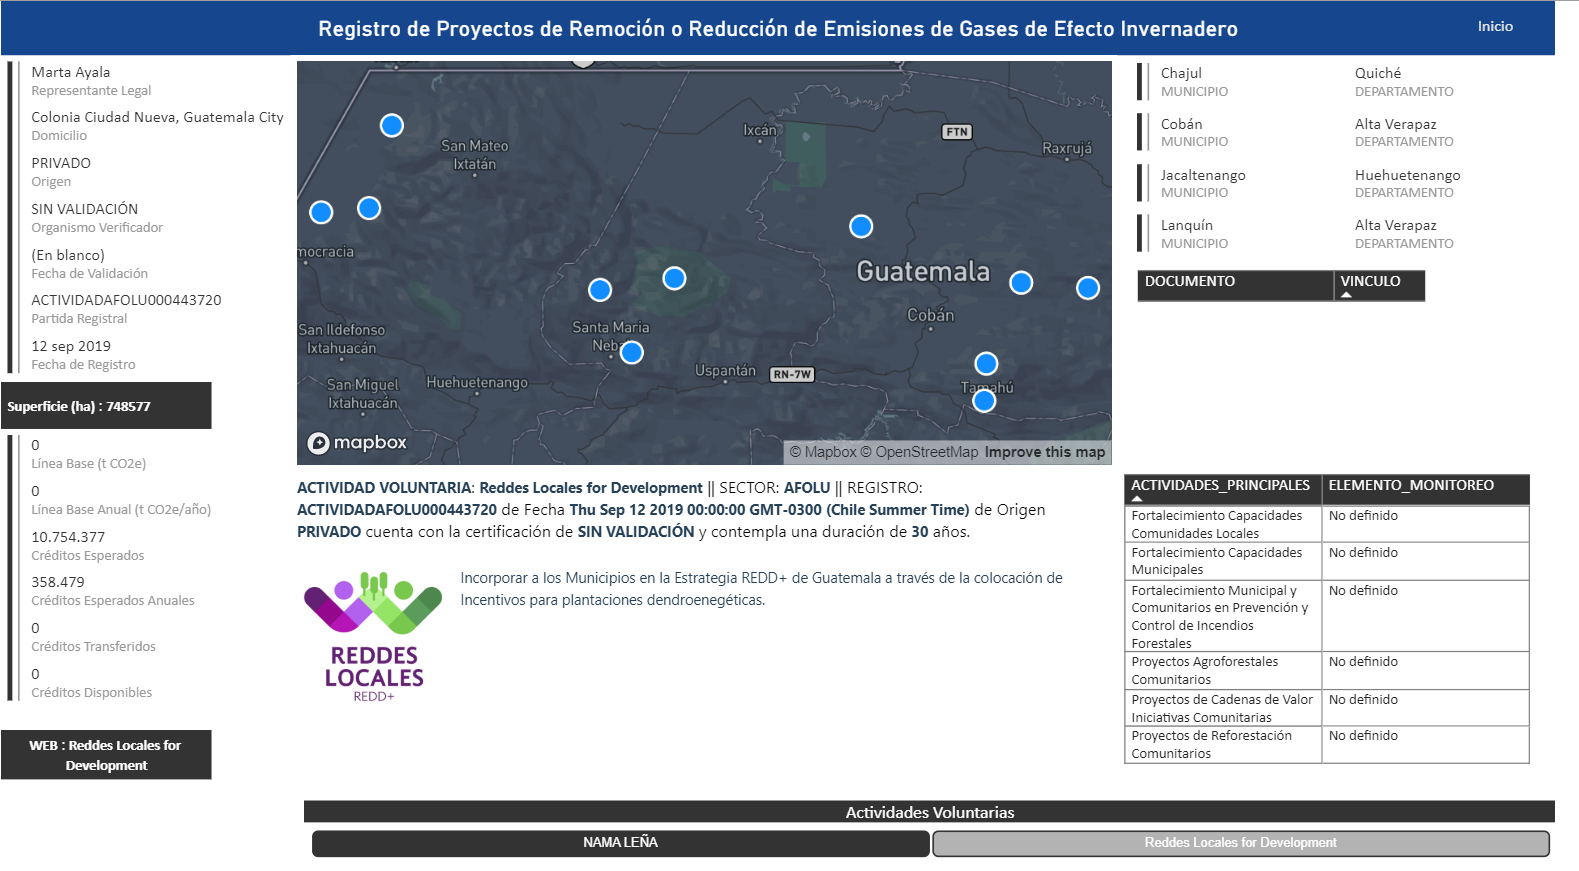 Registro de Proyectos de Remoción o Reducción de Emisiones de Gases de Efecto Invernadero
Inicio
Marta Ayala
Representante Legal
Colonia Ciudad Nueva, Guatemala City
Domicilio
PRIVADO
Origen
SIN VALIDACIÓN
Organismo Verificador
(En blanco)
Fecha de Validación
ACTIVIDADAFOLU000443720
Partida Registral
12 sep 2019
Fecha de Registro
Superficie (ha) : 748577
0
Línea Base (t CO2e)
0
Línea Base Anual (t CO2e/año)
10.754.377
Créditos Esperados
358.479
Créditos Esperados Anuales
0
Créditos Transferidos
0
Créditos Disponibles
WEB : Reddes Locales for
Development
San Mateo
Ixtatán
Ixcán
FTN
Raxrujá
mocracia
Guatemala
Cobán
San Ildefonso
Ixtahuacán
Santa Maria
Neb
San Miguel
Ixtahuacán
Huehuetenango
Uspantán
RN-7W
Tamahú
mapbox
© Mapbox © OpenStreetMap Improve this map
ACTIVIDAD VOLUNTARIA: Reddes Locales for Development || SECTOR: AFOLU || REGISTRO:
ACTIVIDADAFOLU000443720 de Fecha Thu Sep 12 2019 00:00:00 GMT-0300 (Chile Summer Time) de Origen
PRIVADO cuenta con la certificación de SIN VALIDACIÓN y contempla una duración de 30 años.
REDDES
LOCALES
REDD+
Incorporar a los Municipios en la Estrategia REDD+ de Guatemala a través de la colocación de
Incentivos para plantaciones dendroenegéticas.
Chajul Quiché
MUNICIPIO DEPARTAMENTO
Cobán Alta Verapaz
MUNICIPIO DEPARTAMENTO
Jacaltenango Huehuetenango
MUNICIPIO DEPARTAMENTO
Lanquín Alta Verapaz
MUNICIPIO DEPARTAMENTO
DOCUMENTO VINCULO
ACTIVIDADES_PRINCIPALES ELEMENTO_MONITOREO
Fortalecimiento Capacidades No definido
Comunidades Locales
Fortalecimiento Capacidades No definido
Municipales
Fortalecimiento Municipal y No definido
Comunitarios en Prevención y
Control de Incendios
Forestales
Proyectos Agroforestales No definido
Comunitarios
Proyectos de Cadenas de Valor No definido
Iniciativas Comunitarias
Proyectos de Reforestación No definido
Comunitarios
Actividades Voluntarias
NAMA LEÑA
Reddes Locales for Development